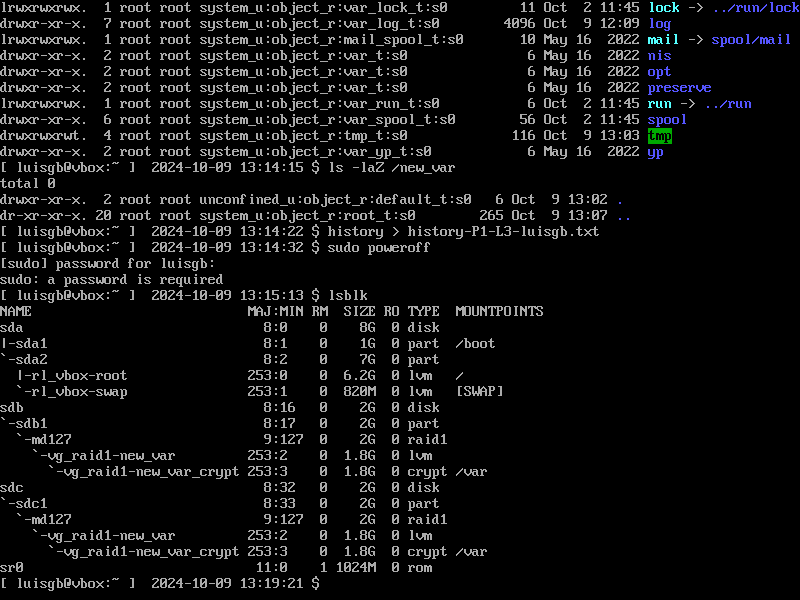 lrwxrwxrwx.  1 root root system_u:object_r:var_lock_t:s0         11 Oct  2 11:45 lock -> ../run/lock
drwxr-xr-x.  7 root root system_u:object_r:var_log_t:s0        4096 Oct  9 12:09 log
lrwxrwxrwx.  1 root root system_u:object_r:mail_spool_t:s0       10 May 16  2022 mail -> spool/mail
drwxr-xr-x.  2 root root system_u:object_r:var_t:s0               6 May 16  2022 nis
drwxr-xr-x.  2 root root system_u:object_r:var_t:s0               6 May 16  2022 opt
drwxr-xr-x.  2 root root system_u:object_r:var_t:s0               6 May 16  2022 preserve
lrwxrwxrwx.  1 root root system_u:object_r:var_run_t:s0           6 Oct  2 11:45 run -> ../run
drwxr-xr-x.  6 root root system_u:object_r:var_spool_t:s0        56 Oct  2 11:45 spool
drwxrwxrwt.  4 root root system_u:object_r:tmp_t:s0             116 Oct  9 13:03 tmp
drwxr-xr-x.  2 root root system_u:object_r:var_yp_t:s0            6 May 16  2022 yp
[ luisgb@vbox:~ ]  2024-10-09 13:14:15 $ ls -laZ /new_var
total 0
drwxr-xr-x.  2 root root unconfined_u:object_r:default_t:s0   6 Oct  9 13:02 .
dr-xr-xr-x. 20 root root system_u:object_r:root_t:s0        265 Oct  9 13:07 ..
[ luisgb@vbox:~ ]  2024-10-09 13:14:22 $ history > history-P1-L3-luisgb.txt
[ luisgb@vbox:~ ]  2024-10-09 13:14:32 $ sudo poweroff
[sudo] password for luisgb:
sudo: a password is required
[ luisgb@vbox:~ ]  2024-10-09 13:15:13 $ lsblk
NAME                           MAJ:MIN RM  SIZE RO TYPE  MOUNTPOINTS
sda                              8:0    0    8G  0 disk
|-sda1                           8:1    0    1G  0 part  /boot
`-sda2                           8:2    0    7G  0 part
  |-rl_vbox-root               253:0    0  6.2G  0 lvm   /
  `-rl_vbox-swap               253:1    0  820M  0 lvm   [SWAP]
sdb                              8:16   0    2G  0 disk
`-sdb1                           8:17   0    2G  0 part
  `-md127                        9:127  0    2G  0 raid1
    `-vg_raid1-new_var         253:2    0  1.8G  0 lvm
      `-vg_raid1-new_var_crypt 253:3    0  1.8G  0 crypt /var
sdc                              8:32   0    2G  0 disk
`-sdc1                           8:33   0    2G  0 part
  `-md127                        9:127  0    2G  0 raid1
    `-vg_raid1-new_var         253:2    0  1.8G  0 lvm
      `-vg_raid1-new_var_crypt 253:3    0  1.8G  0 crypt /var
sr0                             11:0    1 1024M  0 rom
[ luisgb@vbox:~ ]  2024-10-09 13:19:21 $